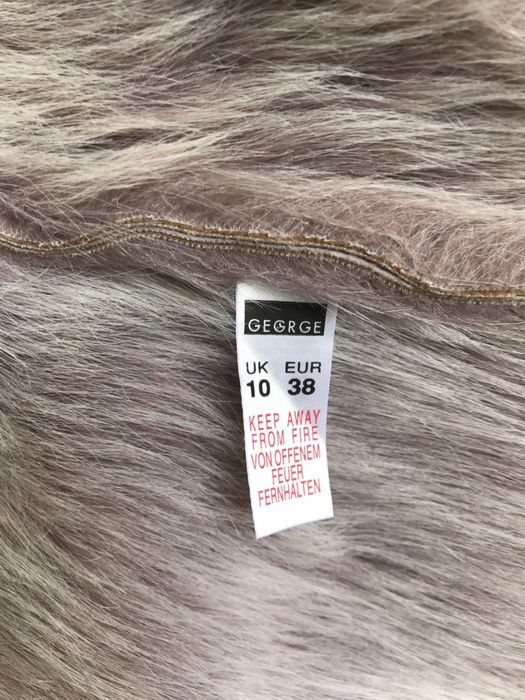 GEORGE
UK EUR
10 38
KEEP AWAY
FROM FIRE
VON OFFENEM
FEUER
FERNHALTEN